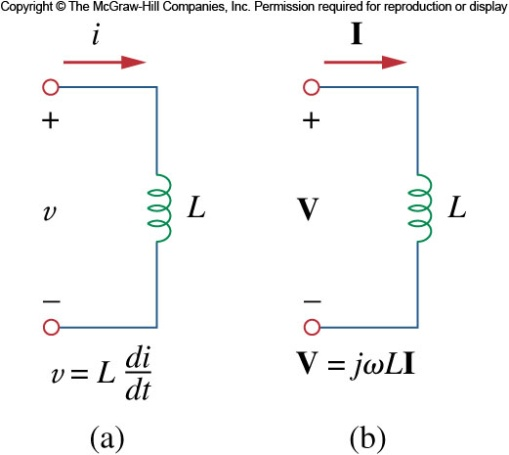 Copyright © The McGraw-Hill Companies, Inc. Permission required for reproduction or display
i
I
+
+
v
L
V
L
–
–
v = L di/dt
V = jωLI
(a)
(b)